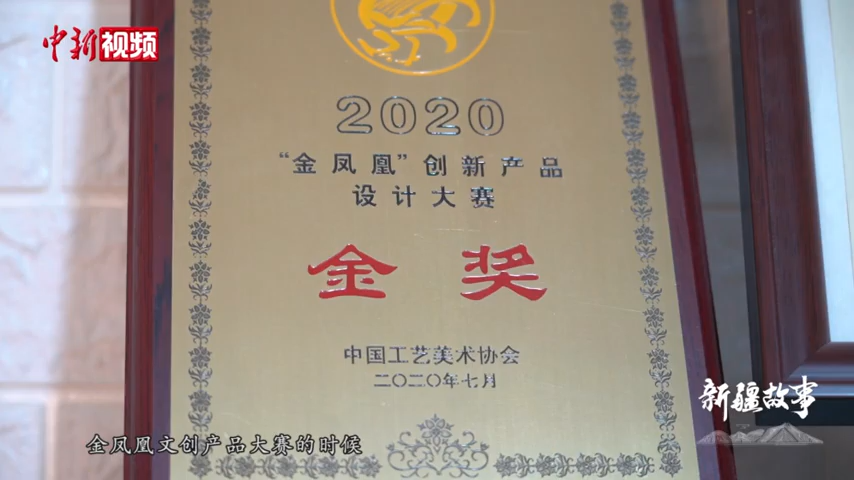 中新视频
2020
“金凤凰”创新产品
设计大赛
金奖
中国工艺美术协会
二〇二〇年七月
新疆故事
金凤凰文创产品大赛的时候